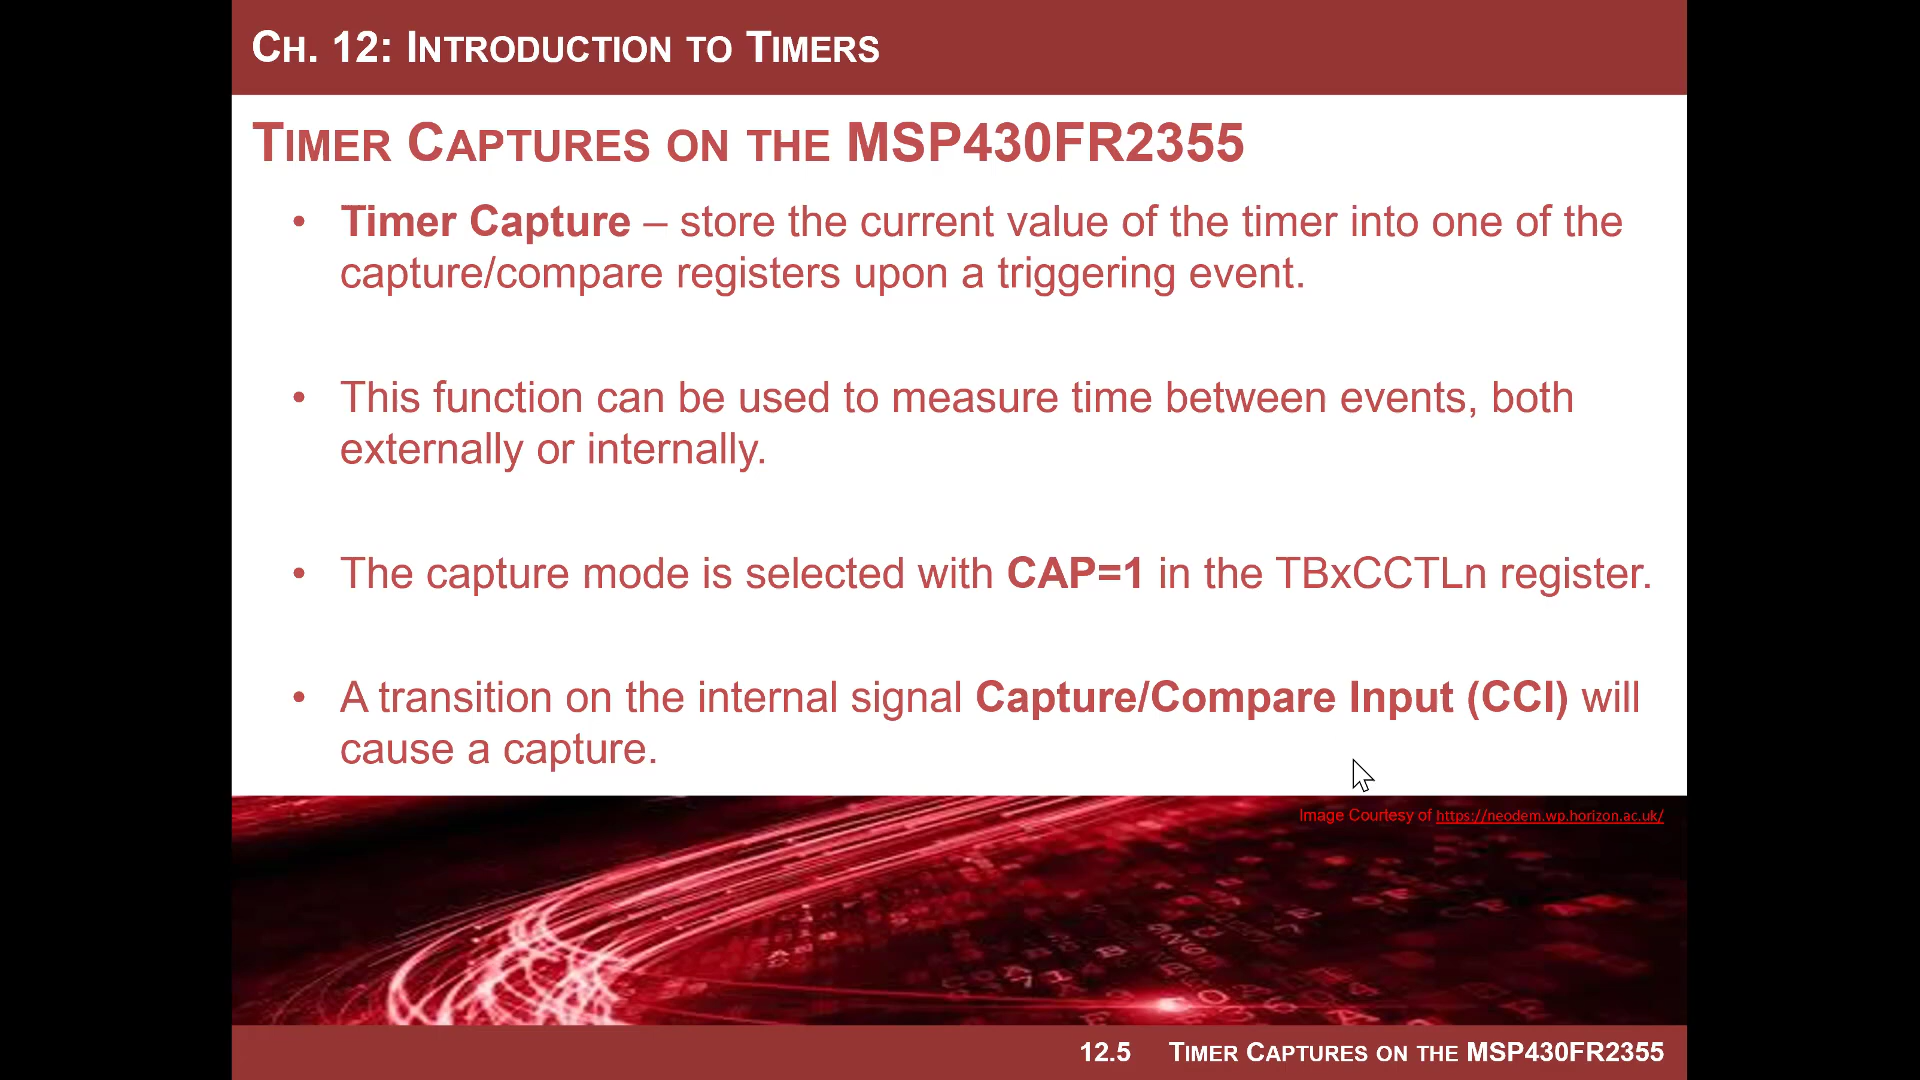 CH. 12: INTRODUCTION TO TIMERS
TIMER CAPTURES ON THE MSP430FR2355
• Timer Capture – store the current value of the timer into one of the
capture/compare registers upon a triggering event.
• This function can be used to measure time between events, both
externally or internally.
• The capture mode is selected with CAP=1 in the TBxCCTLn register.
• A transition on the internal signal Capture/Compare Input (CCI) will
cause a capture.
Image Courtesy of https://neodem.wp.horizon.ac.uk/
12.5 TIMER CAPTURES ON THE MSP430FR2355